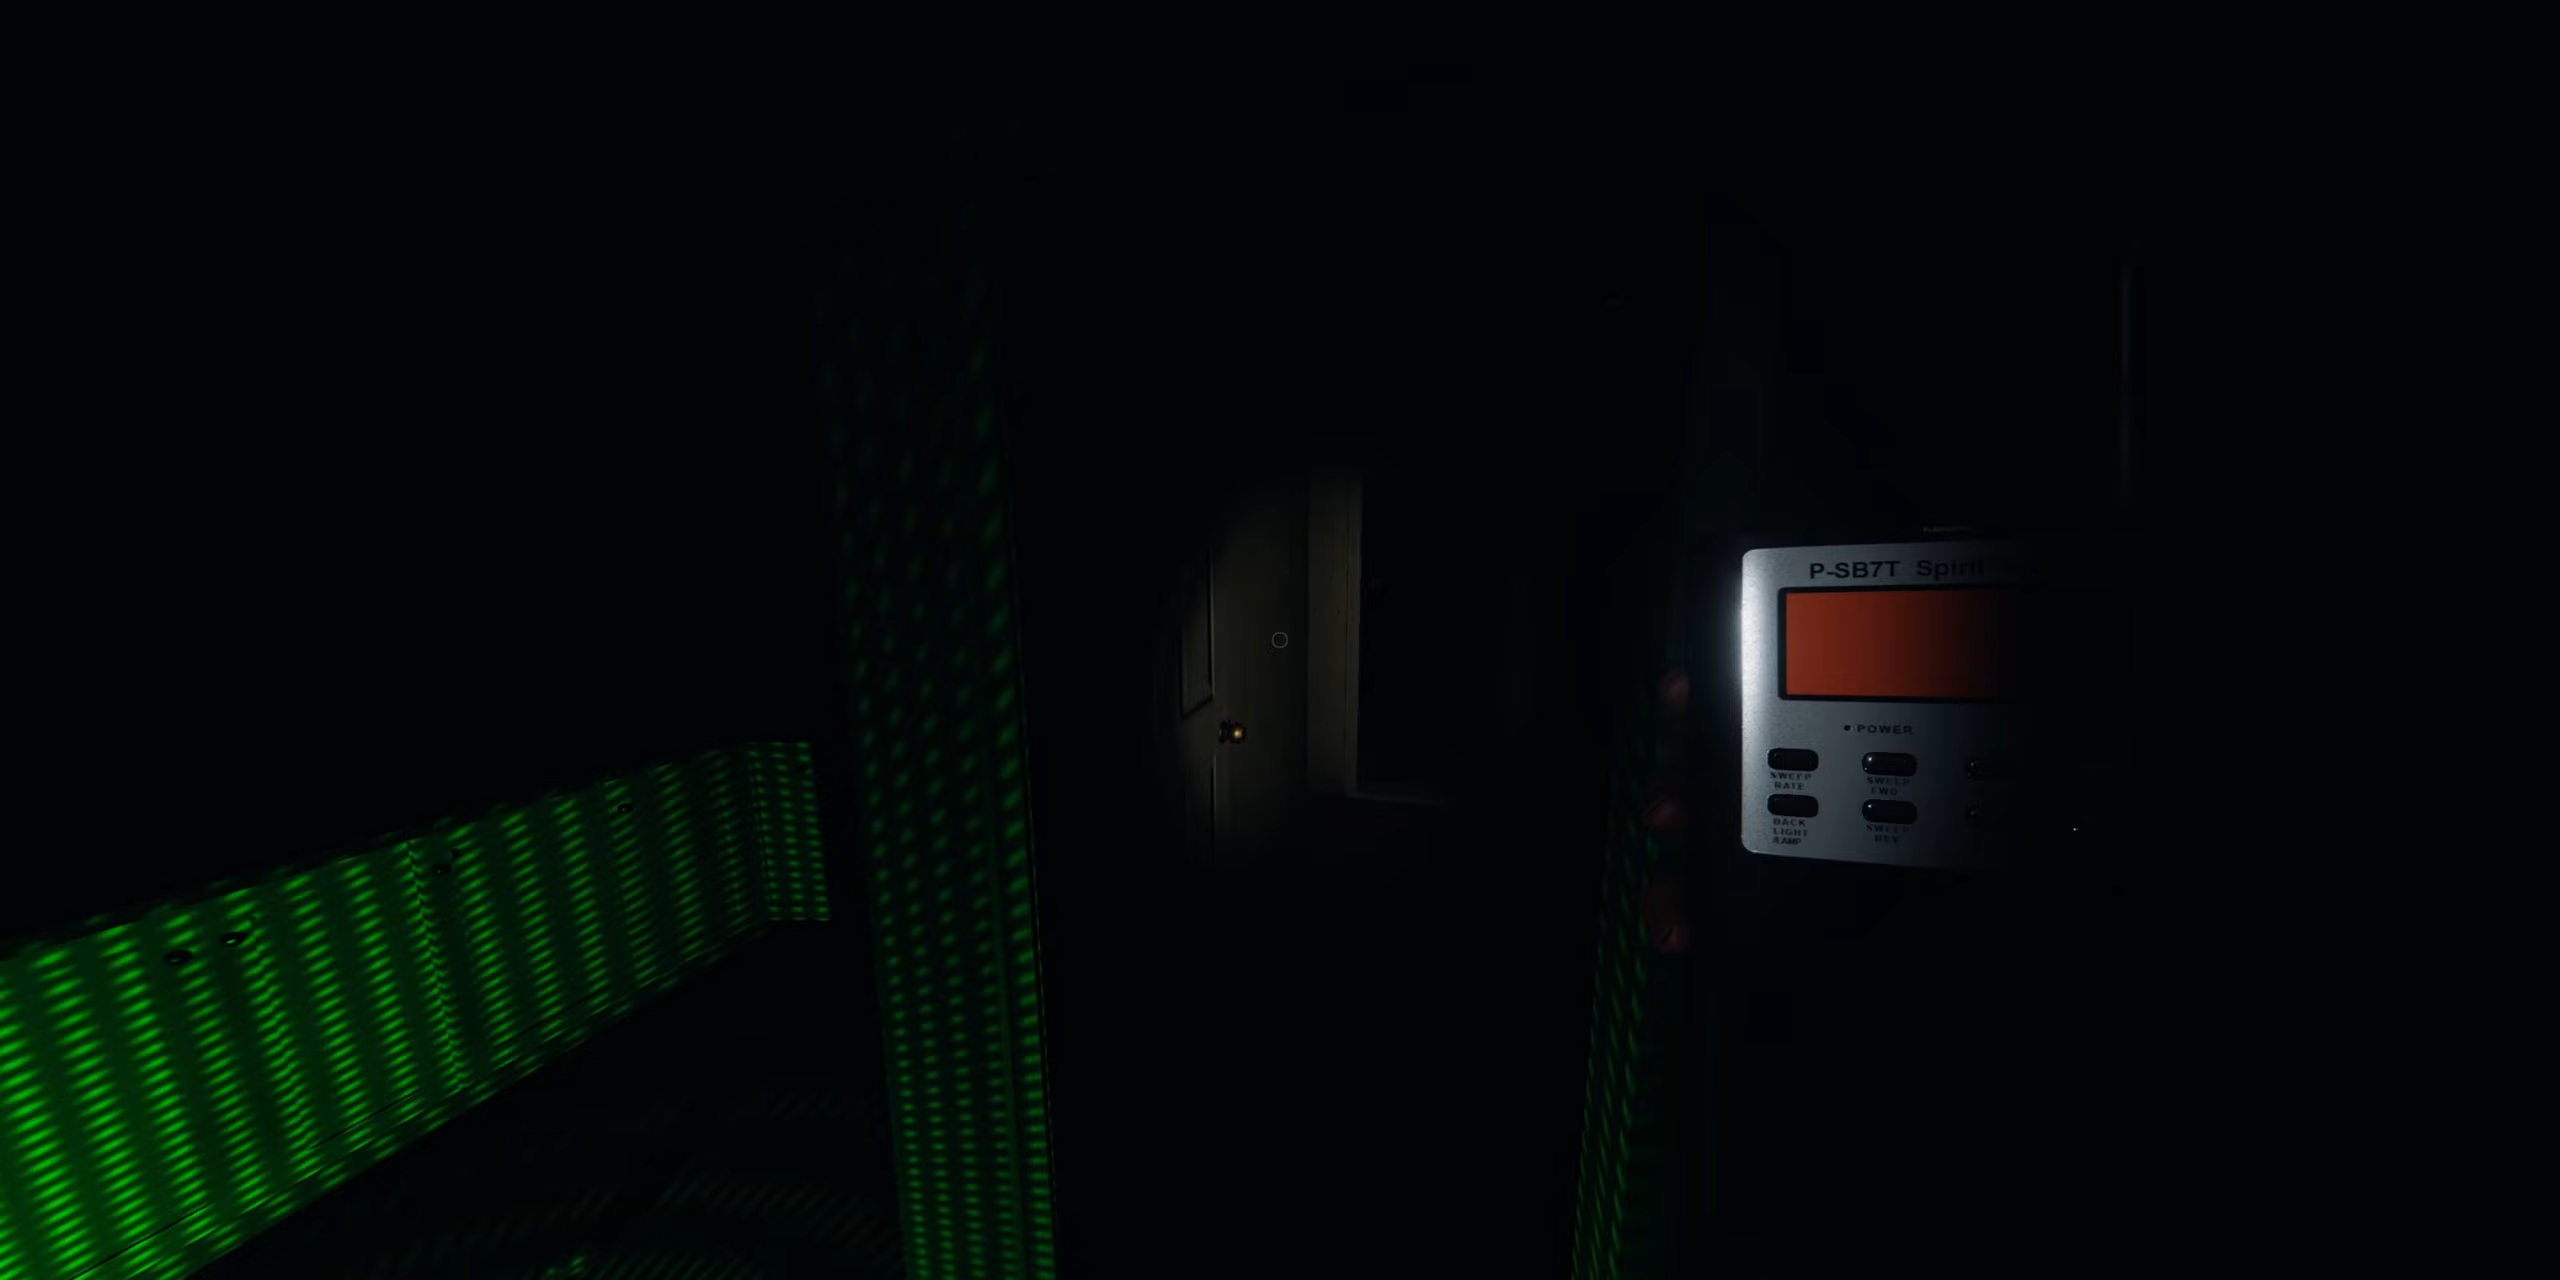 P-SB7T Spirit
POWER
SWEEP
RATE
SWEEP
FWD
BACK
LIGHT
/LAMP
SWEEP
REV